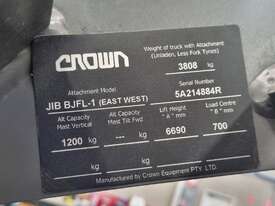 CROWN
Weight of truck with Attachment
(Unladen, Less Fork Tynes)
3808 kg
Attachment Model
JIB BJFL-1 (EAST WEST)
Serial Number
5A214884R
Alt Capacity
Mast Vertical
1200
kg
Alt Capacity
Mast Tilt Fwd
---
kg
Lift Height
"A" mm
6690
Load Centre
"B" mm
700
Manufactured by Crown Equipment PTY. LTD.